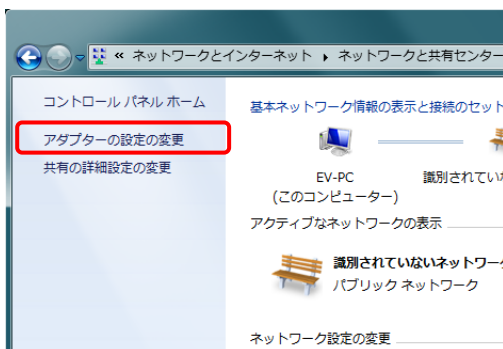 « ネットワークとインターネット ▸ ネットワークと共有センター
コントロール パネル ホーム
アダプターの設定の変更
共有の詳細設定の変更
基本ネットワーク情報の表示と接続のセット
EV-PC
(このコンピューター)
識別されてい
アクティブなネットワークの表示
識別されていないネットワー
パブリック ネットワーク
ネットワーク設定の変更